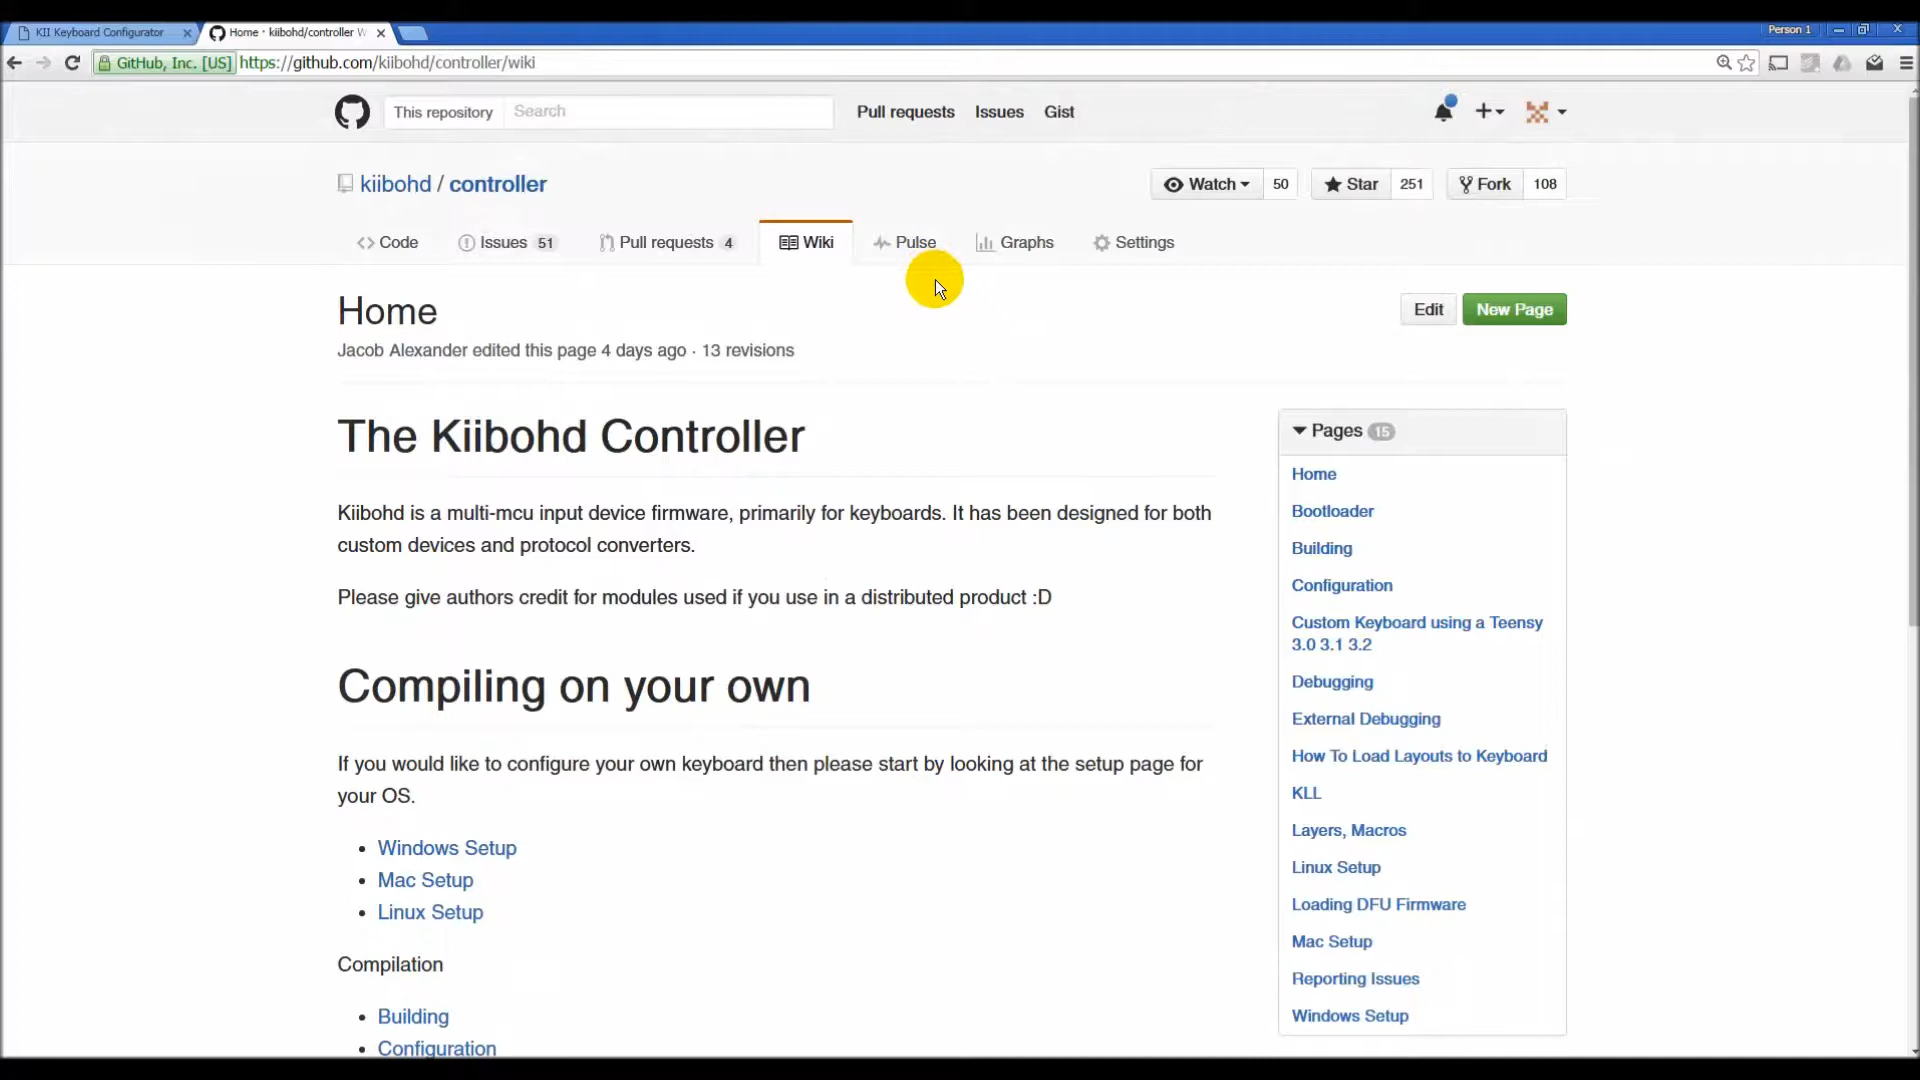 KII Keyboard Configurator
Home · kiibohd/controller W
Person 1
GitHub, Inc. [US] https://github.com/kiibohd/controller/wiki
This repository Search Pull requests Issues Gist
kiibohd / controller
Watch 50 Star 251 Fork 108
Code Issues 51 Pull requests 4 Wiki Pulse Graphs Settings
Home
Edit New Page
Jacob Alexander edited this page 4 days ago · 13 revisions
The Kiibohd Controller
Kiibohd is a multi-mcu input device firmware, primarily for keyboards. It has been designed for both
custom devices and protocol converters.
Please give authors credit for modules used if you use in a distributed product :D
Compiling on your own
If you would like to configure your own keyboard then please start by looking at the setup page for
your OS.
• Windows Setup
• Mac Setup
• Linux Setup
Compilation
• Building
• Configuration
Pages 15
Home
Bootloader
Building
Configuration
Custom Keyboard using a Teensy
3.0 3.1 3.2
Debugging
External Debugging
How To Load Layouts to Keyboard
KLL
Layers, Macros
Linux Setup
Loading DFU Firmware
Mac Setup
Reporting Issues
Windows Setup